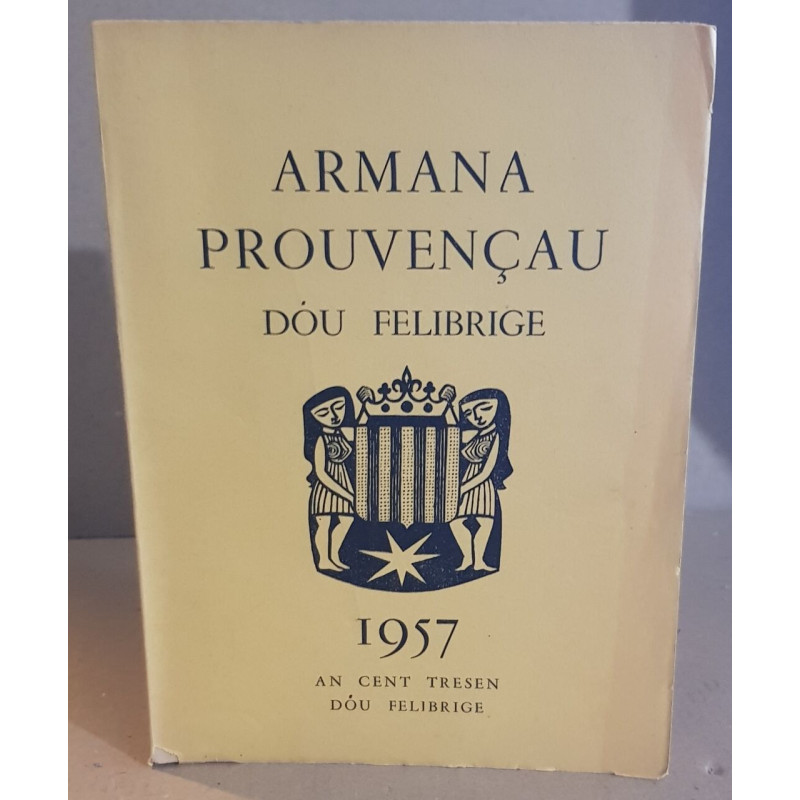 ARMANA
PROUVENÇAU
DÓU FELIBRIGE
1957
AN CENT TRESEN
DÓU FELIBRIGE